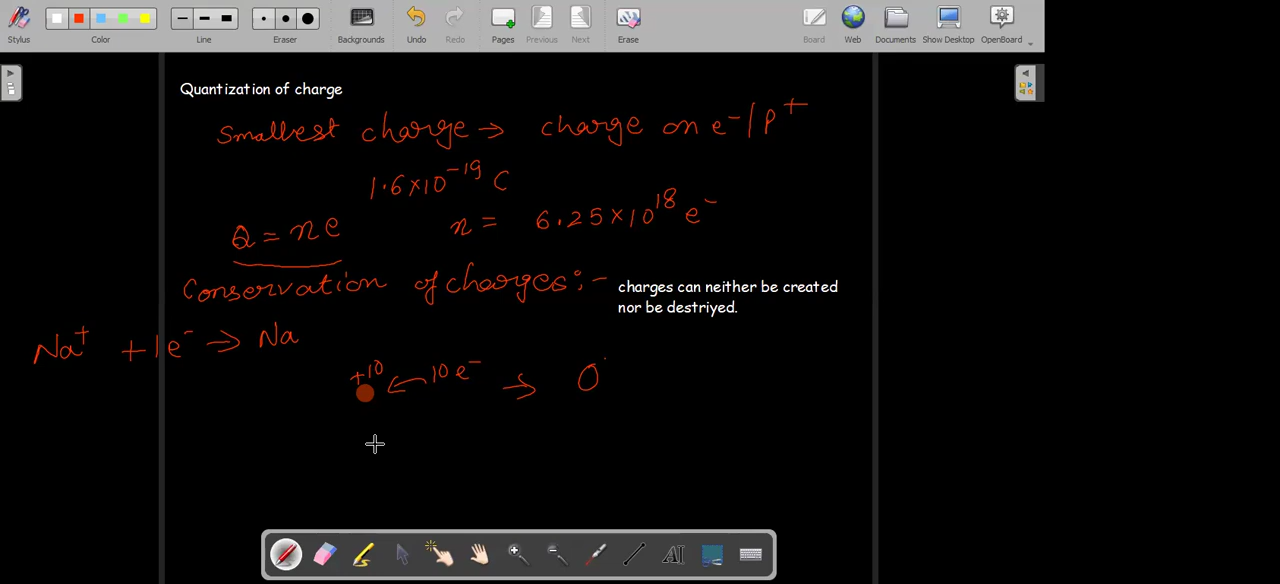 Stylus Color Line Eraser Backgrounds Undo Redo Pages Previous Next Erase Board Web Documents Show Desktop OpenBoard
Quantization of charge
Smallest charge → charge on e⁻/P⁺
1.6×10⁻¹⁹ C
Q = ne n = 6.25×10¹⁸ e⁻
Conservation of charges:-
charges can neither be created
nor be destriyed.
Na⁺ + 1e⁻ → Na
+10 ← 10e⁻ → 0
AI